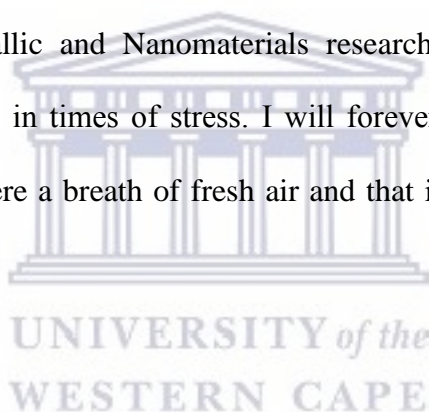 allic and Nanomaterials research
in times of stress. I will forever
ere a breath of fresh air and that i
UNIVERSITY of the
WESTERN CAPE